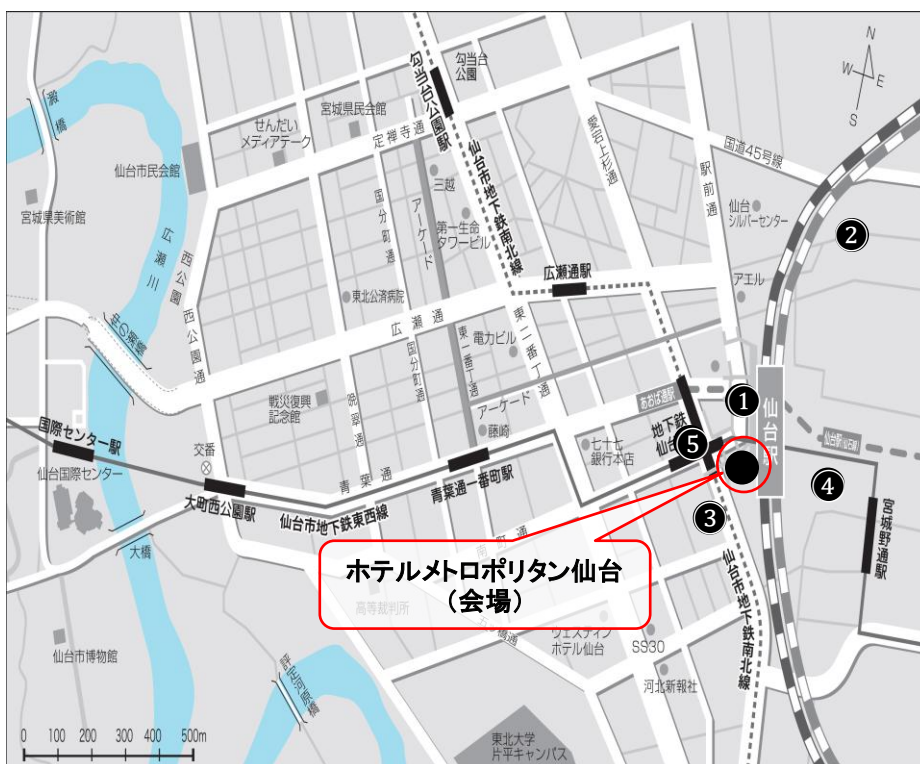 N
W
E
S
澱橋
勾当台公園駅
勾当台
公園
宮城県民会館
せんだい
メディアテーク
定禅寺通
仙台市地下鉄南北線
愛宕上杉通
国道45号線
駅前通
仙台市民会館
宮城県美術館
広瀬川
西公園通
西公園通
国分町通
アーケード
三越
第一生命
タワービル
仙台
シルバーセンター
❷
アエル
広瀬通駅
東北公済病院
広瀬通
国分町通
東一番丁通
東二番丁通
電力ビル
アーケード
戦災復興
記念館
晩翠通
藤崎
あおば通駅
❶
仙台駅
仙台駅(仙石線)
七十七
銀行本店
地下鉄
仙台駅
❺
国際センター駅
仙台国際センター
交番
大町西公園駅
青葉通
仙台市地下鉄東西線
青葉通一番町駅
❸
❹
宮城野通駅
大橋
南町通
ホテルメトロポリタン仙台
(会場)
高等裁判所
五ツ橋通
ウェスティン
ホテル仙台
SS30
仙台市地下鉄南北線
河北新報社
仙台市博物館
評定河原橋
東北大学
片平キャンパス
0 100 200 300 400 500m